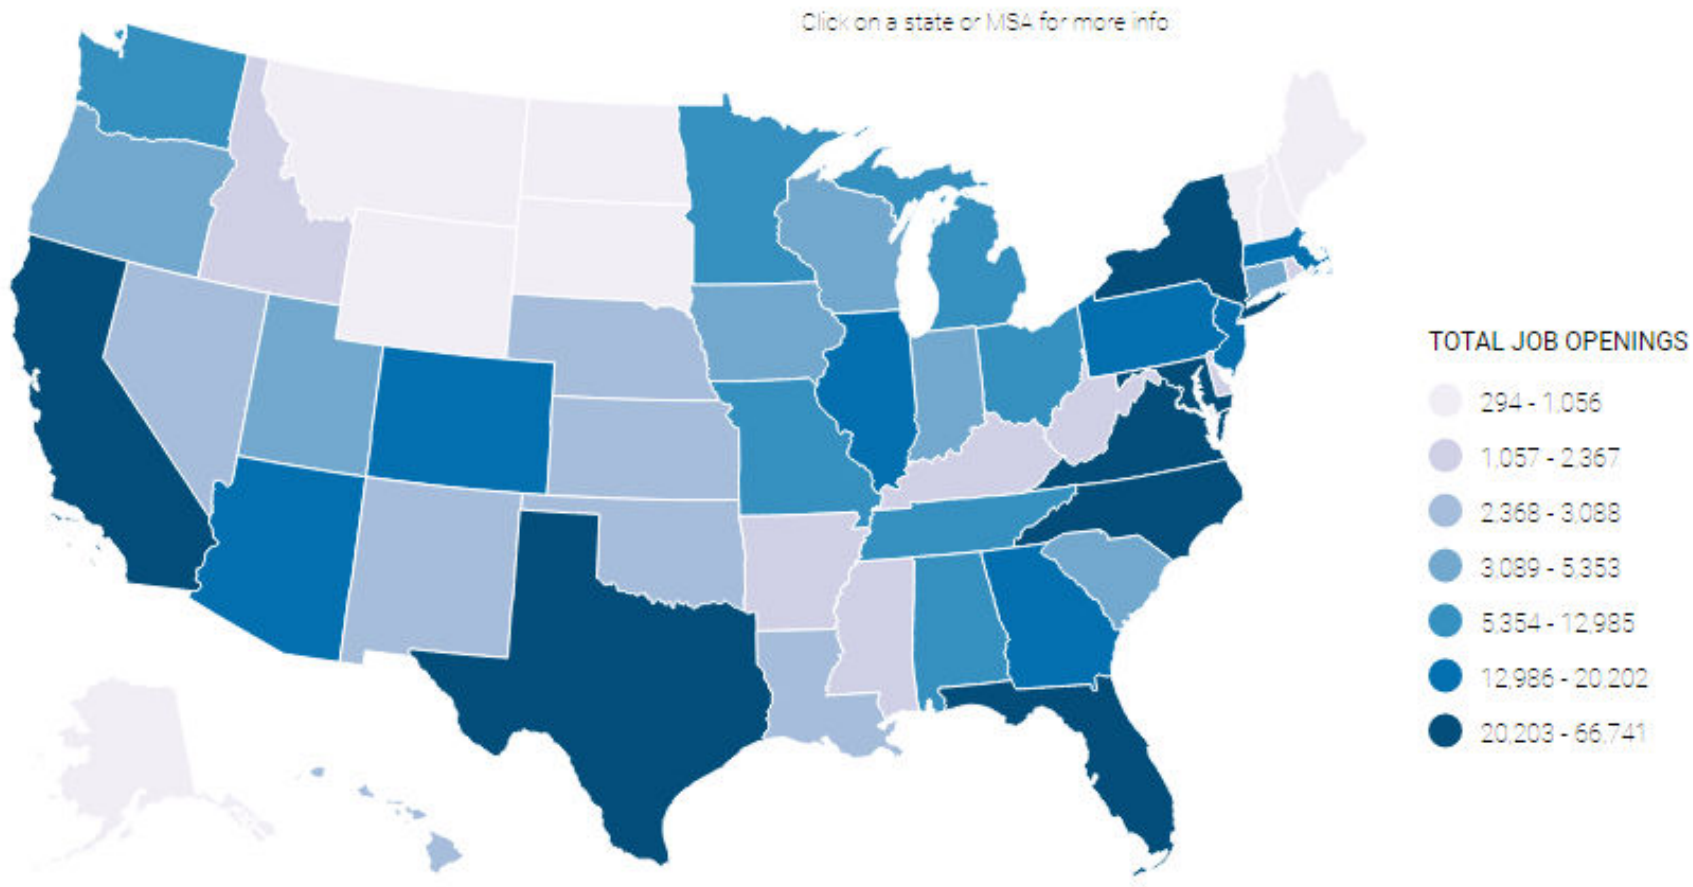 Click on a state or MSA for more info
TOTAL JOB OPENINGS
294 - 1,056
1,057 - 2,367
2,368 - 3,088
3,089 - 5,353
5,354 - 12,985
12,986 - 20,202
20,203 - 66,741